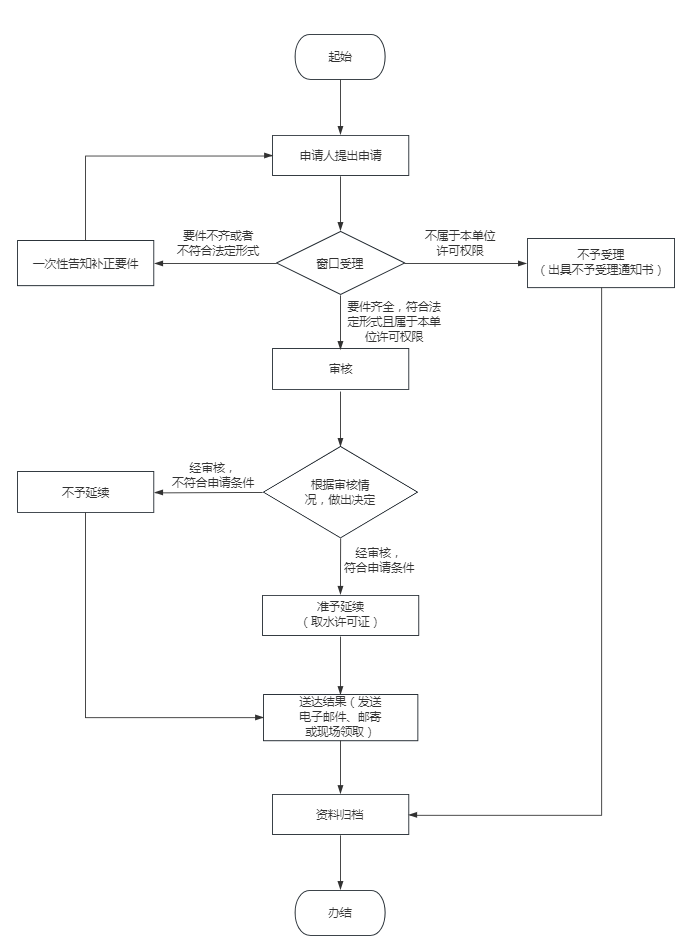 起始
申请人提出申请
要件不齐或者
不符合法定形式
不属于本单位
许可权限
一次性告知补正要件
窗口受理
不予受理
（出具不予受理通知书）
要件齐全，符合法
定形式且属于本单
位许可权限
审核
经审核，
不符合申请条件
不予延续
根据审核情
况，做出决定
经审核，
符合申请条件
准予延续
（取水许可证）
送达结果（发送
电子邮件、邮寄
或现场领取）
资料归档
办结